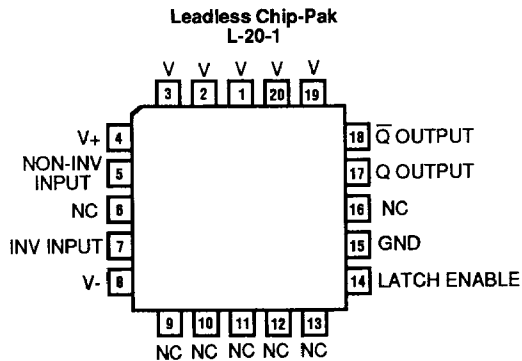 Leadless Chip-Pak
L-20-1
V V V V V
3 2 1 20 19
V+ 4
NON-INV
INPUT 5
NC 6
INV INPUT 7
V- 8
18 Q̅ OUTPUT
17 Q OUTPUT
16 NC
15 GND
14 LATCH ENABLE
9 10 11 12 13
NC NC NC NC NC